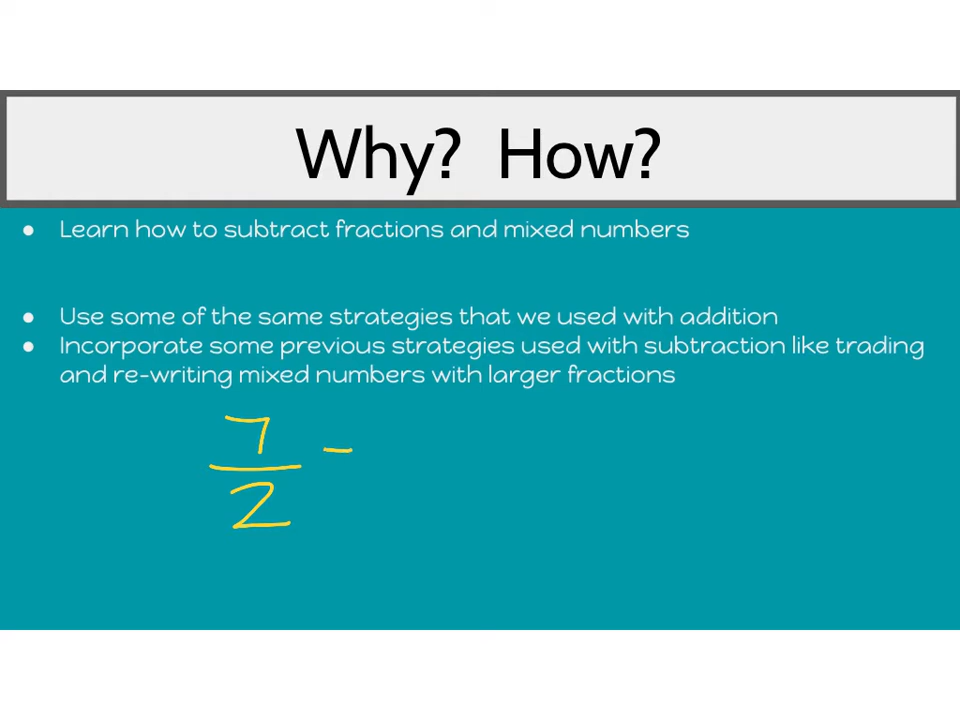 Why? How?
● Learn how to subtract fractions and mixed numbers
● Use some of the same strategies that we used with addition
● Incorporate some previous strategies used with subtraction like trading
and re-writing mixed numbers with larger fractions
7
2
-